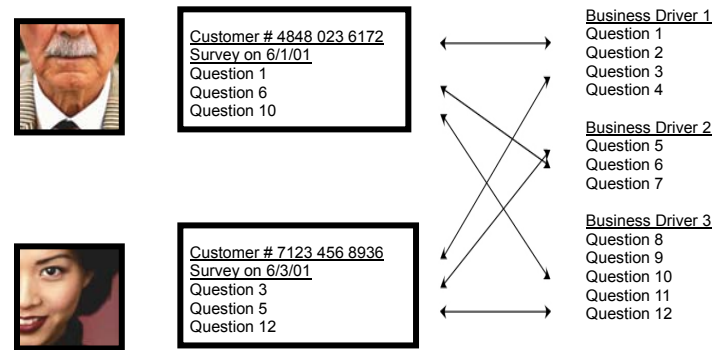 Customer # 4848 023 6172
Survey on 6/1/01
Question 1
Question 6
Question 10
Customer # 7123 456 8936
Survey on 6/3/01
Question 3
Question 5
Question 12
Business Driver 1
Question 1
Question 2
Question 3
Question 4
Business Driver 2
Question 5
Question 6
Question 7
Business Driver 3
Question 8
Question 9
Question 10
Question 11
Question 12